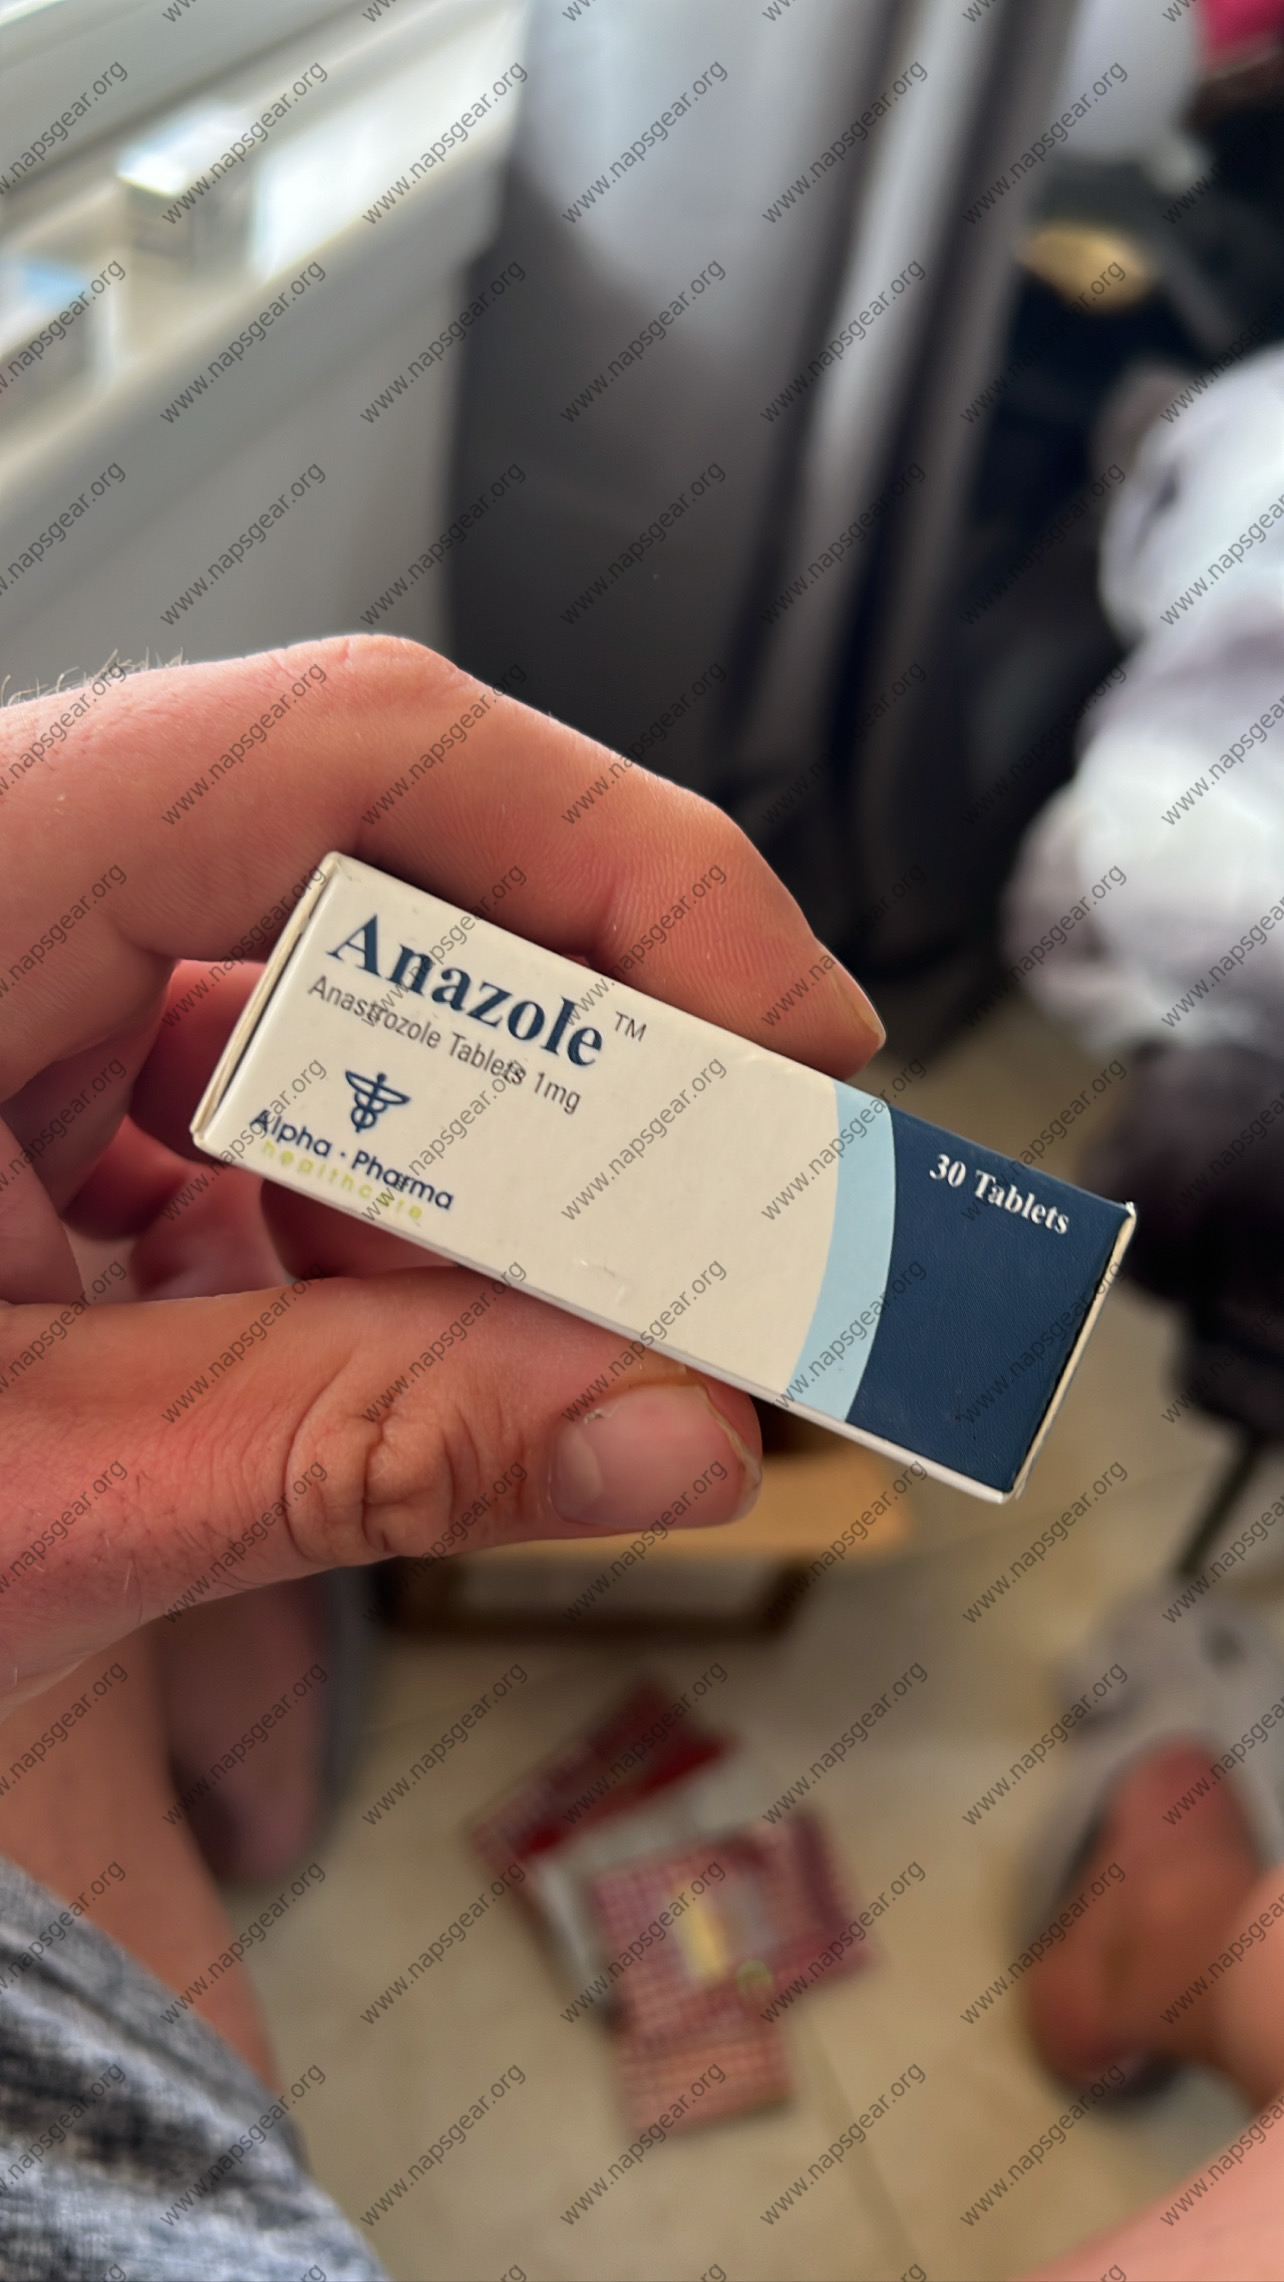 Anazole™
Anastrozole Tablets 1mg
Alpha · Pharma
healthcare
30 Tablets
www.napsgear.org